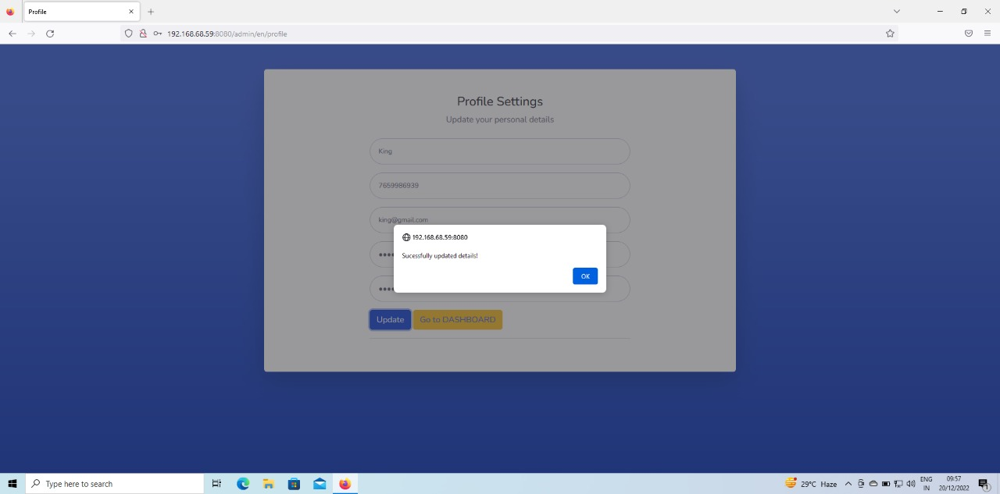 Profile
192.168.68.59:8080/admin/en/profile
Profile Settings
Update your personal details
King
7659986939
king@gmail.com
192.168.68.59:8080
Sucessfully updated details!
OK
Update
Go to DASHBOARD
Type here to search
29°C Haze
ENG
IN
09:57
20/12/2022
1